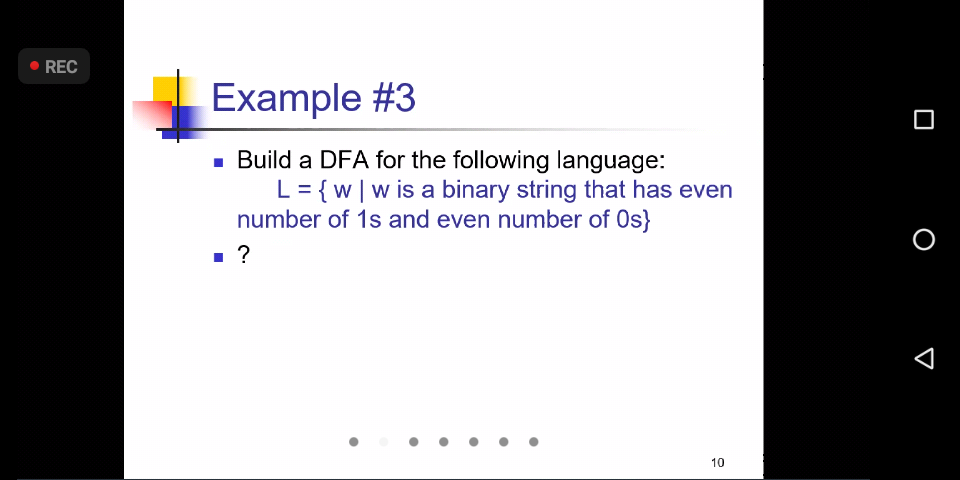 REC
Example #3
Build a DFA for the following language:
L = { w | w is a binary string that has even
number of 1s and even number of 0s}
?
10